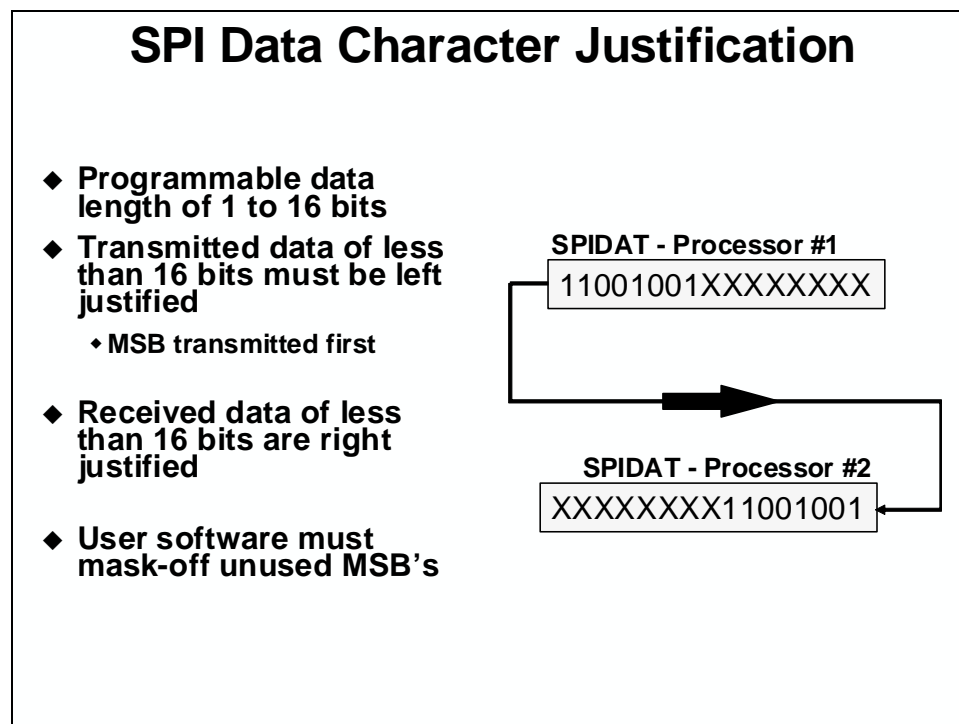 SPI Data Character Justification
◆ Programmable data
length of 1 to 16 bits
◆ Transmitted data of less
than 16 bits must be left
justified
◆ MSB transmitted first
◆ Received data of less
than 16 bits are right
justified
◆ User software must
mask-off unused MSB’s
SPIDAT - Processor #1
11001001XXXXXXXX
SPIDAT - Processor #2
XXXXXXXX11001001